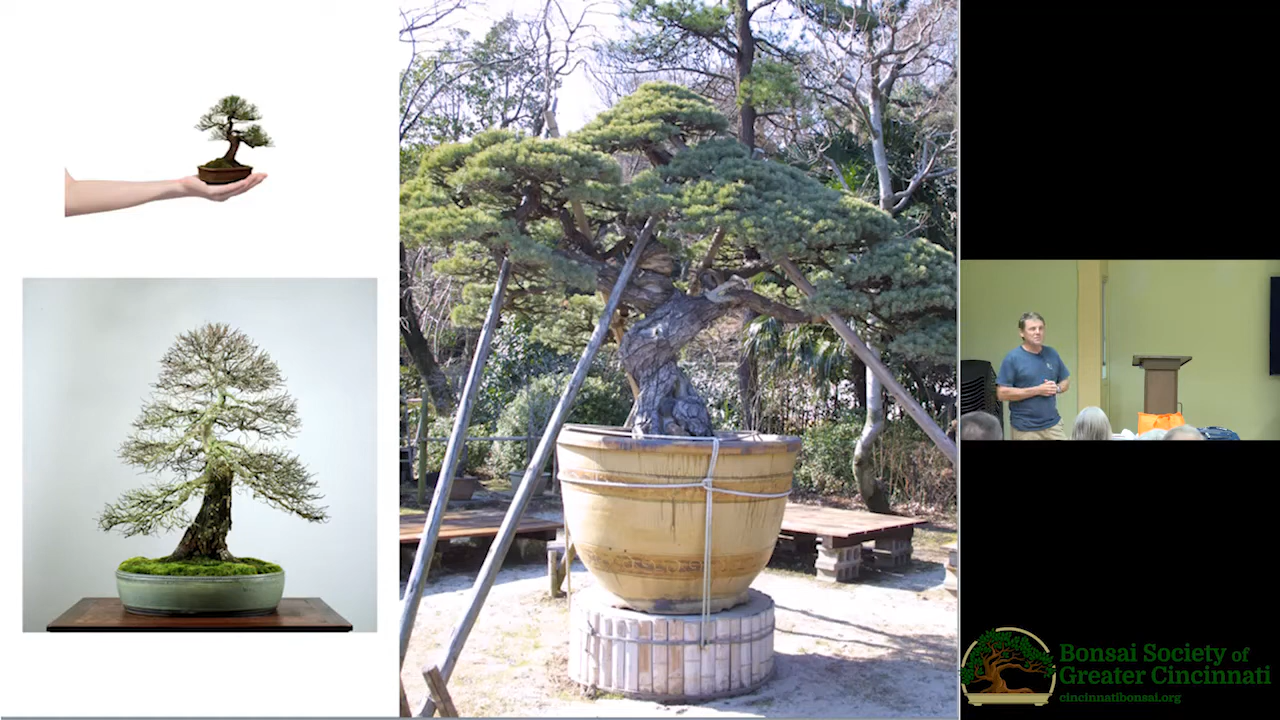 Bonsai Society of
Greater Cincinnati
cincinnatibonsai.org